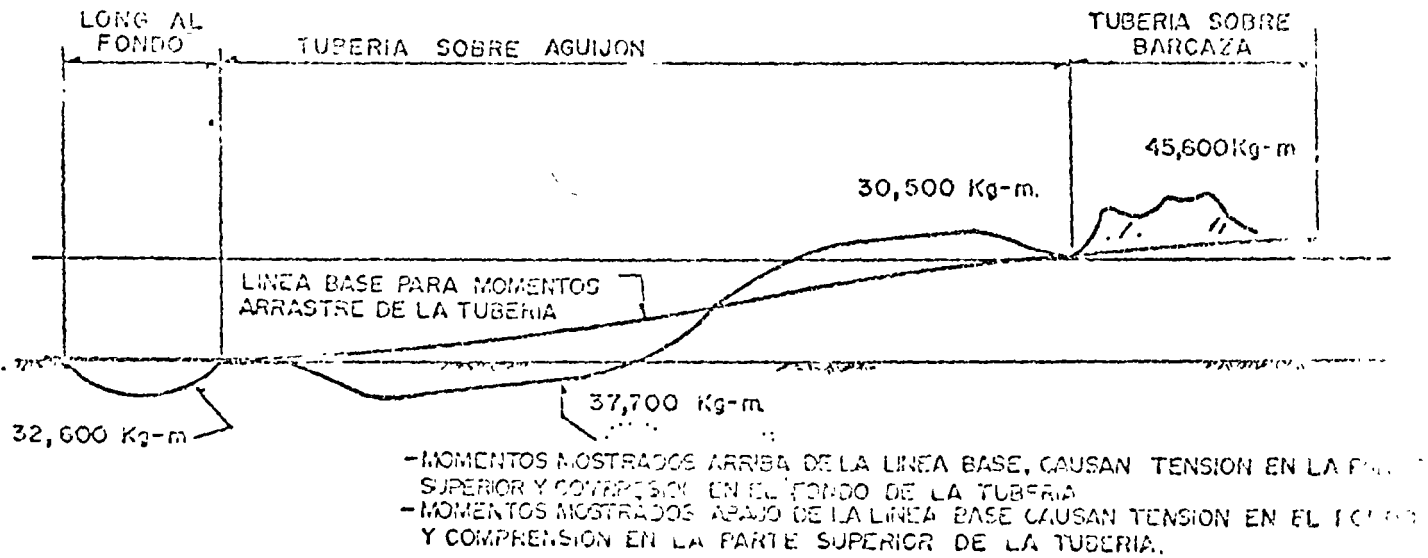 LONG AL
FONDO
TUBERIA SOBRE AGUIJON
TUBERIA SOBRE
BARCAZA
45,600 Kg-m
30,500 Kg-m.
LINEA BASE PARA MOMENTOS
ARRASTRE DE LA TUBERIA
37,700 Kg-m
32,600 Kg-m
-MOMENTOS MOSTRADOS ARRIBA DE LA LINEA BASE, CAUSAN TENSION EN LA
SUPERIOR Y COMPRESION EN EL FONDO DE LA TUBERIA
-MOMENTOS MOSTRADOS ABAJO DE LA LINEA BASE CAUSAN TENSION EN EL
Y COMPRENSION EN LA PARTE SUPERIOR DE LA TUBERIA.